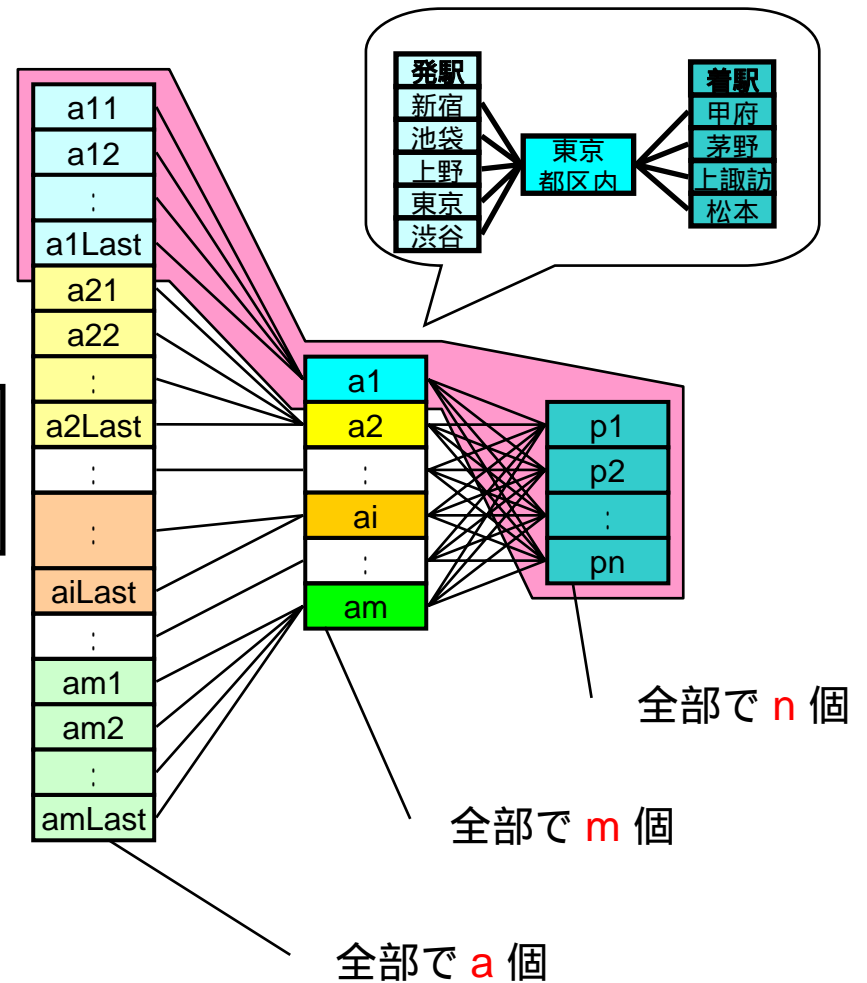 発駅
新宿
池袋
上野
東京
渋谷
東京
都区内
着駅
甲府
茅野
上諏訪
松本
a11
a12
:
a1Last
a21
a22
:
a2Last
:
:
aiLast
:
am1
am2
:
amLast
a1
a2
:
ai
:
am
p1
p2
:
pn
全部で n 個
全部で m 個
全部で a 個